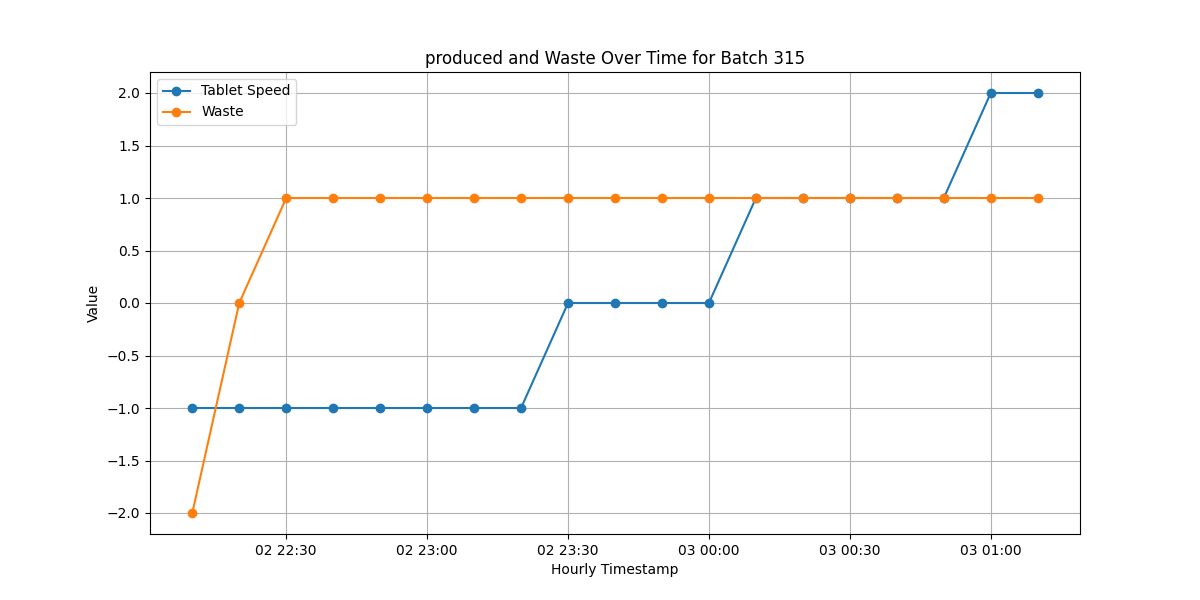 produced and Waste Over Time for Batch 315
Tablet Speed
Waste
2.0
1.5
1.0
0.5
0.0
−0.5
−1.0
−1.5
−2.0
Value
02 22:30 02 23:00 02 23:30 03 00:00 03 00:30 03 01:00
Hourly Timestamp